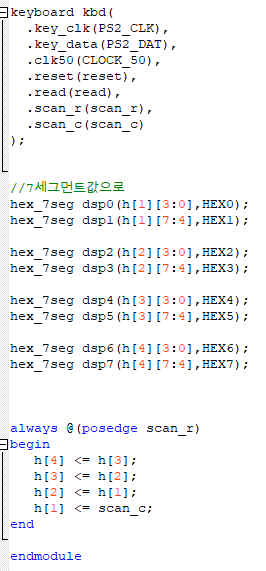 keyboard kbd(
.key_clk(PS2_CLK),
.key_data(PS2_DAT),
.clk50(CLOCK_50),
.reset(reset),
.read(read),
.scan_r(scan_r),
.scan_c(scan_c)
);
//7세그먼트값으로
hex_7seg dsp0(h[1][3:0],HEX0);
hex_7seg dsp1(h[1][7:4],HEX1);
hex_7seg dsp2(h[2][3:0],HEX2);
hex_7seg dsp3(h[2][7:4],HEX3);
hex_7seg dsp4(h[3][3:0],HEX4);
hex_7seg dsp5(h[3][7:4],HEX5);
hex_7seg dsp6(h[4][3:0],HEX6);
hex_7seg dsp7(h[4][7:4],HEX7);
always @(posedge scan_r)
begin
h[4] <= h[3];
h[3] <= h[2];
h[2] <= h[1];
h[1] <= scan_c;
end
endmodule